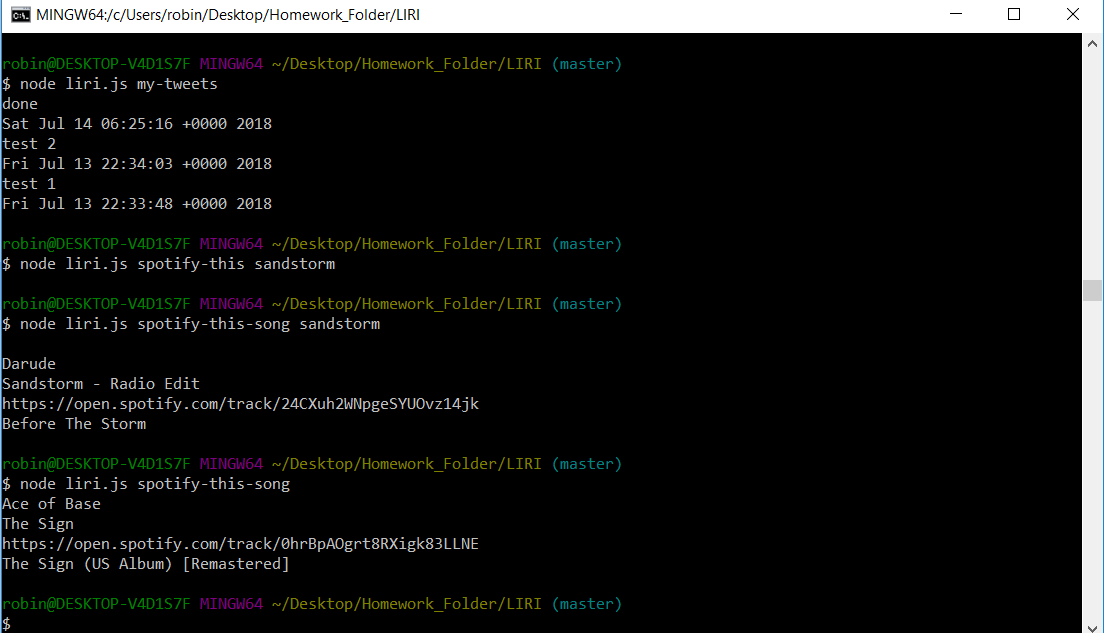 MINGW64:/c/Users/robin/Desktop/Homework_Folder/LIRI
robin@DESKTOP-V4D1S7F MINGW64 ~/Desktop/Homework_Folder/LIRI (master)
$ node liri.js my-tweets
done
Sat Jul 14 06:25:16 +0000 2018
test 2
Fri Jul 13 22:34:03 +0000 2018
test 1
Fri Jul 13 22:33:48 +0000 2018
robin@DESKTOP-V4D1S7F MINGW64 ~/Desktop/Homework_Folder/LIRI (master)
$ node liri.js spotify-this sandstorm
robin@DESKTOP-V4D1S7F MINGW64 ~/Desktop/Homework_Folder/LIRI (master)
$ node liri.js spotify-this-song sandstorm
Darude
Sandstorm - Radio Edit
https://open.spotify.com/track/24CXuh2WNpgeSYUOvz14jk
Before The Storm
robin@DESKTOP-V4D1S7F MINGW64 ~/Desktop/Homework_Folder/LIRI (master)
$ node liri.js spotify-this-song
Ace of Base
The Sign
https://open.spotify.com/track/0hrBpAOgrt8RXigk83LLNE
The Sign (US Album) [Remastered]
robin@DESKTOP-V4D1S7F MINGW64 ~/Desktop/Homework_Folder/LIRI (master)
$